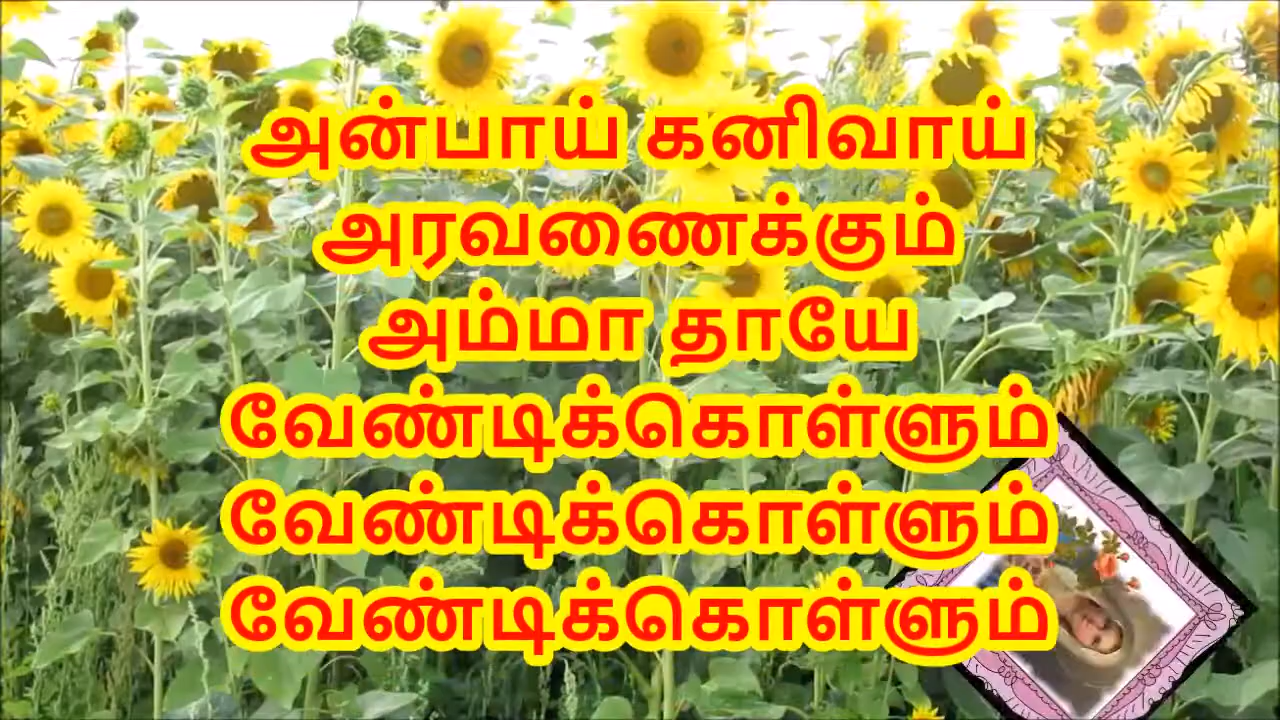 அன்பாய் கனிவாய்
அரவணைக்கும்
அம்மா தாயே
வேண்டிக்கொள்ளும்
வேண்டிக்கொள்ளும்
வேண்டிக்கொள்ளும்